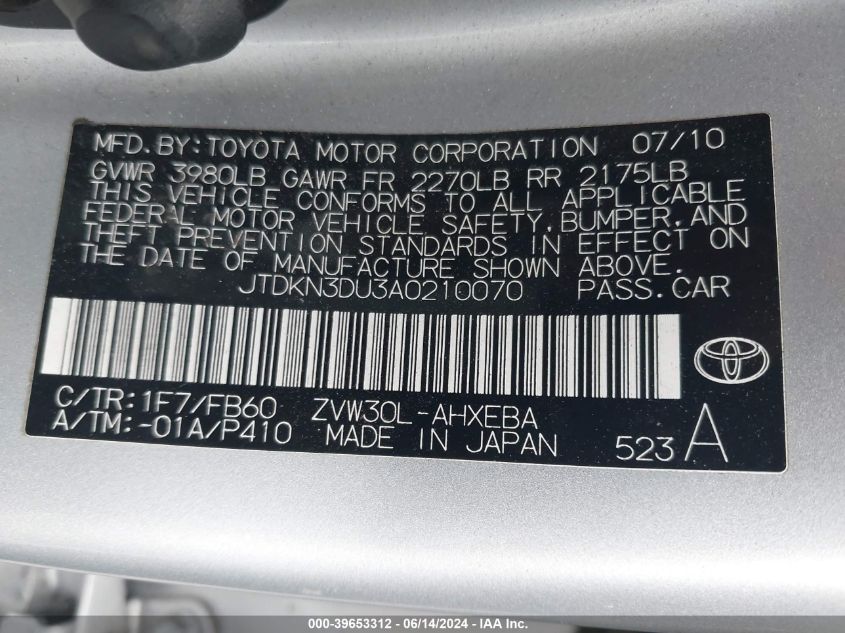 MFD.BY:TOYOTA MOTOR CORPORATION 07/10
GVWR 3980LB GAWR FR 2270LB RR 2175LB
THIS VEHICLE CONFORMS TO ALL APPLICABLE
FEDERAL MOTOR VEHICLE SAFETY,BUMPER,AND
THEFT PREVENTION STANDARDS IN EFFECT ON
THE DATE OF MANUFACTURE SHOWN ABOVE.
JTDKN3DU3A0210070 PASS.CAR
C/TR:1F7/FB60 ZVW30L-AHXEBA
A/TM:-01A/P410 MADE IN JAPAN 523 A
000-39653312 - 06/14/2024 - IAA Inc.